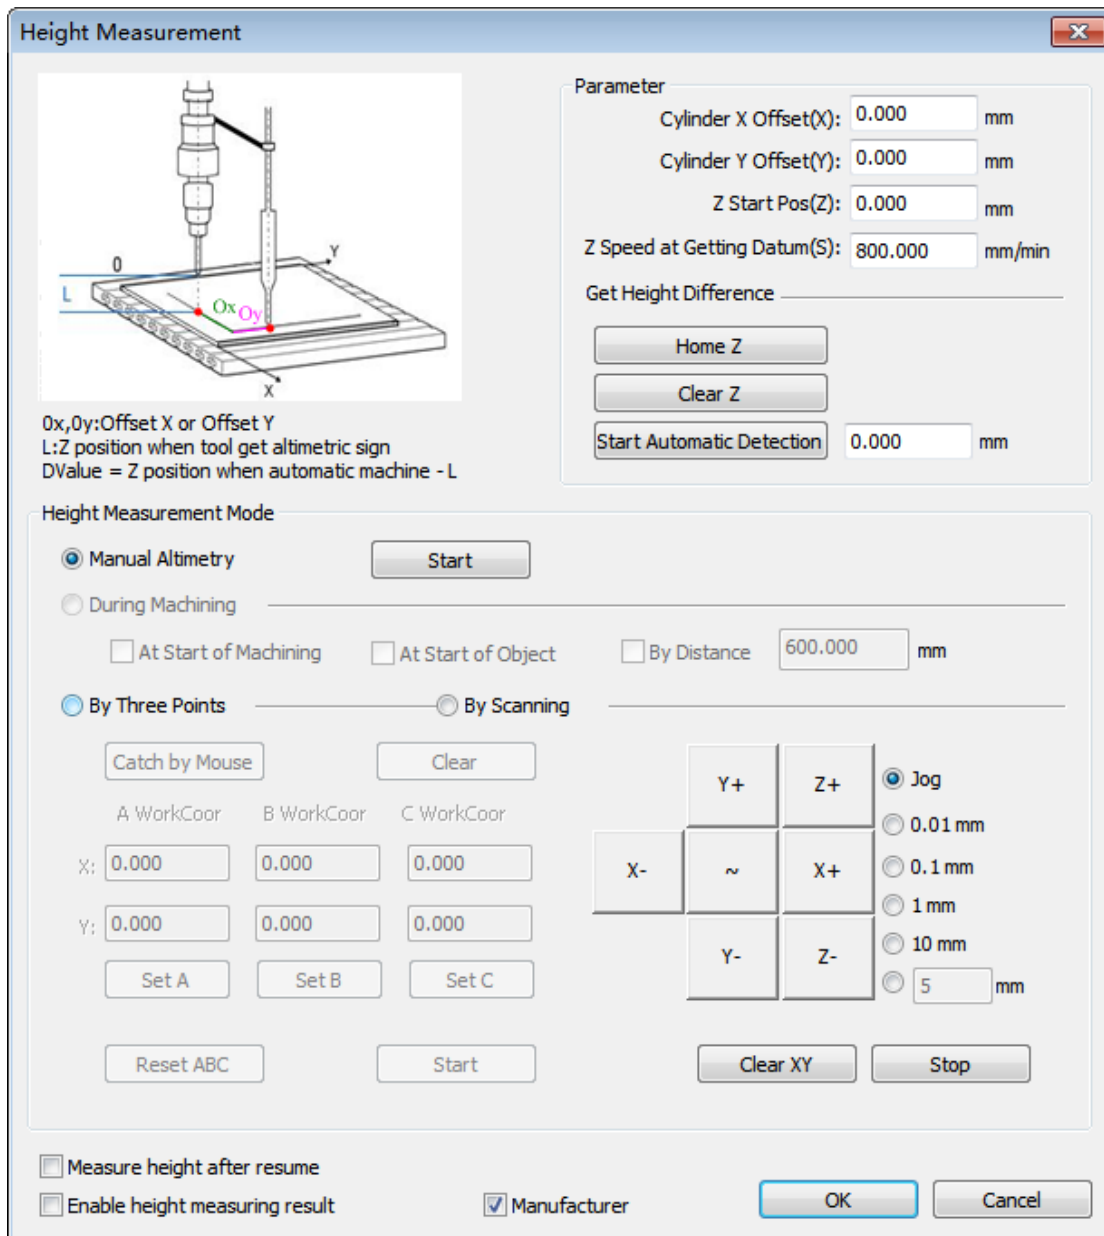 Height Measurement
0
L
Ox
Oy
Y
X
0x,0y:Offset X or Offset Y
L:Z position when tool get altimetric sign
DValue = Z position when automatic machine - L
Parameter
Cylinder X Offset(X): 0.000 mm
Cylinder Y Offset(Y): 0.000 mm
Z Start Pos(Z): 0.000 mm
Z Speed at Getting Datum(S): 800.000 mm/min
Get Height Difference
Home Z
Clear Z
Start Automatic Detection 0.000 mm
Height Measurement Mode
Manual Altimetry Start
During Machining
At Start of Machining At Start of Object By Distance 600.000 mm
By Three Points By Scanning
Catch by Mouse Clear
A WorkCoor B WorkCoor C WorkCoor
X: 0.000 0.000 0.000
Y: 0.000 0.000 0.000
Set A Set B Set C
Reset ABC Start
Y+ Z+
X- ~ X+
Y- Z-
Jog
0.01 mm
0.1 mm
1 mm
10 mm
5 mm
Clear XY Stop
Measure height after resume
Enable height measuring result Manufacturer OK Cancel